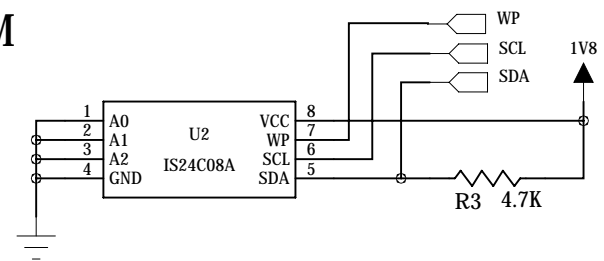 M
WP
SCL
SDA
1V8
1 A0
2 A1
3 A2
4 GND
U2
IS24C08A
VCC 8
WP 7
SCL 6
SDA 5
R3 4.7K